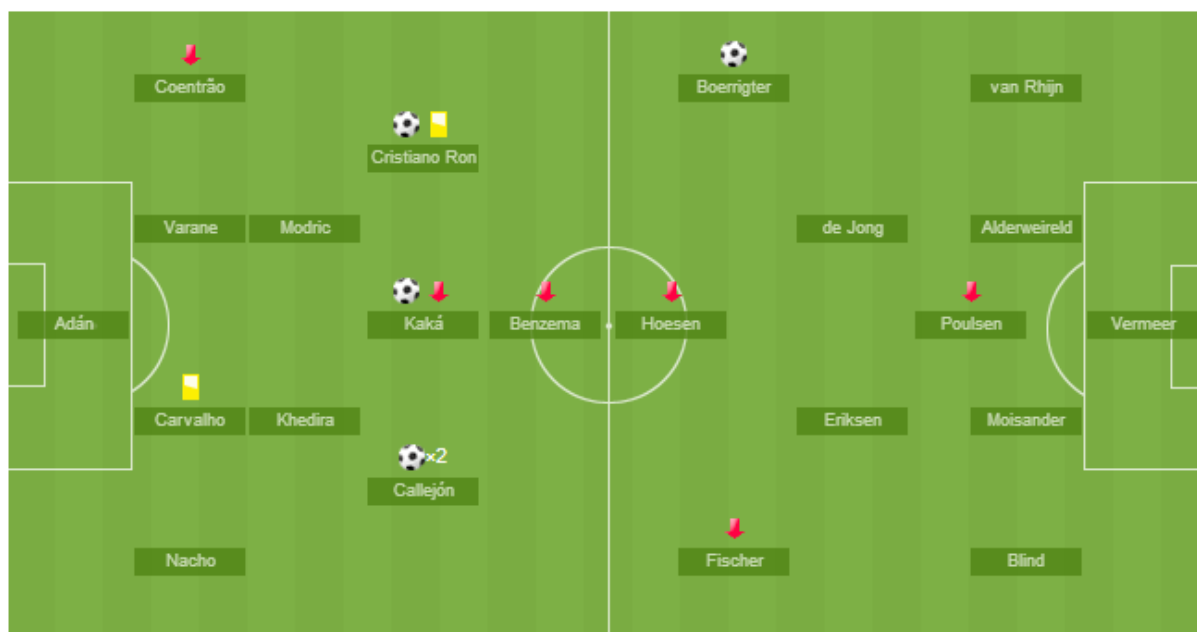 Coentrão
Boerrigter
van Rhijn
Cristiano Ron
Varane
Modric
de Jong
Alderweireld
Adán
Kaká
Benzema
Hoesen
Poulsen
Vermeer
Carvalho
Khedira
Eriksen
Moisander
×2
Callejón
Nacho
Fischer
Blind